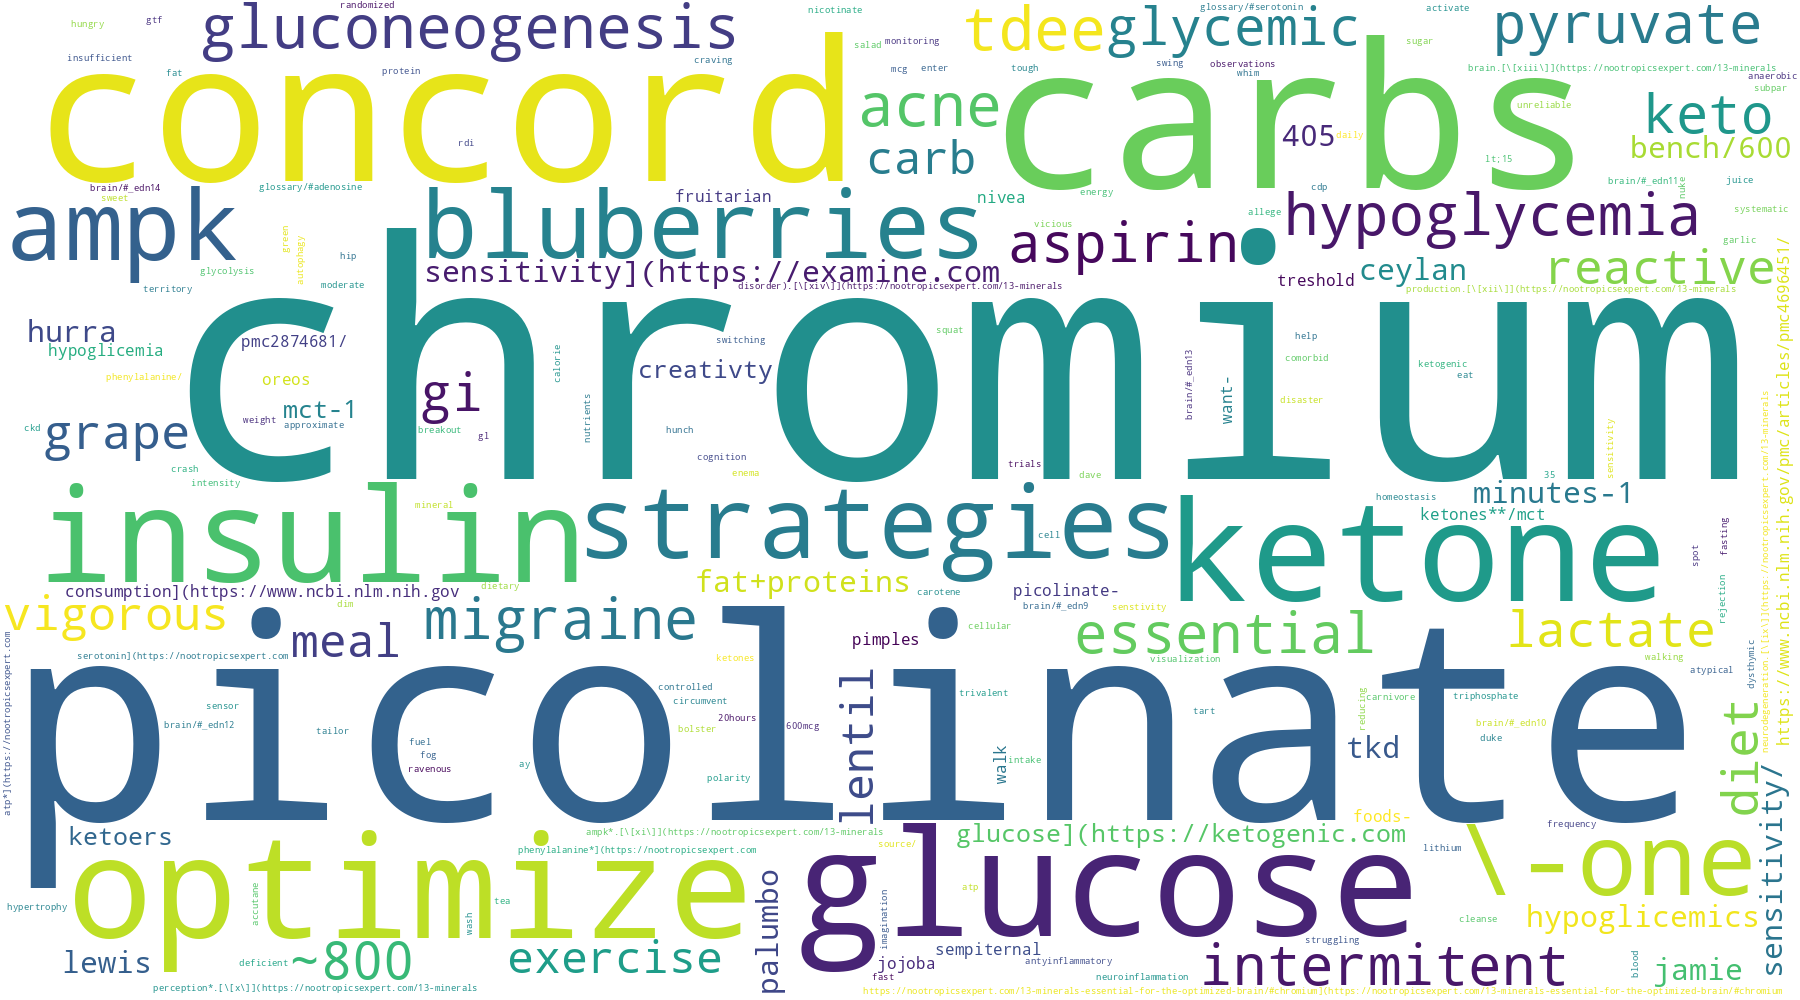 randomized
nicotinate
glossary/#serotonin
activate
hungry
gtf
gluconeogenesis
tdee
glycemic
pyruvate
insufficient
fat
protein
craving
salad
monitoring
sugar
mcg
enter
tough
swing
observations
whim
brain.[\[xiii\]](https://nootropicsexpert.com/13-minerals
anaerobic
subpar
concord
carbs
acne
unreliable
keto
405
daily
bench/600
rdi
carb
lt;15
brain/#_edn14
sweet
glossary/#adenosine
fruitarian
nivea
energy
cdp
brain/#_edn11
nuke
juice
ampk
bluberries
vicious
aspirin
allege
hypoglycemia
systematic
garlic
green
autophagy
hip
glycolysis
territory
moderate
sensitivity](https://examine.com
disorder).[\[xiv\]](https://nootropicsexpert.com/13-minerals
treshold
ceylan
reactive
production.[\[xii\]](https://nootropicsexpert.com/13-minerals
https://www.ncbi.nlm.nih.gov/pmc/articles/pmc4696451/
chromium
hurra
hypoglicemia
pmc2874681/
squat
switching
help
comorbid
ketogenic
eat
phenylalanine/
oreos
calorie
creativty
brain/#_edn13
want-
disaster
gi
mct-1
approximate
weight
nutrients
ckd
grape
breakout
gl
hunch
sensitivity
neurodegeneration.[\[ix\]](https://nootropicsexpert.com/13-minerals
crash
intensity
cognition
enema
trials
dave
35
insulin
mineral
strategies
cell
ketone
homeostasis
minutes-1
ketones**/mct
spot
fasting
consumption](https://www.ncbi.nlm.nih.gov
dietary
fat+proteins
carotene
picolinate-
vigorous
dim
meal
migraine
brain/#_edn9
senstivity
cellular
pimples
essential
rejection
lactate
atp*](https://nootropicsexpert.com
serotonin](https://nootropicsexpert.com
ketones
visualization
walking
atypical
dysthymic
picolinate
controlled
circumvent
lentil
trivalent
reducing
carnivore
triphosphate
sensor
brain/#_edn12
tailor
fuel
fog
ravenous
bolster
20hours
600mcg
tart
brain/#_edn10
duke
tkd
diet
ay
polarity
walk
intake
sensitivity/
ketoers
ampk*.[\[xi\]](https://nootropicsexpert.com/13-minerals
glucose](https://ketogenic.com
foods-
frequency
optimize
phenylalanine*](https://nootropicsexpert.com
source/
glucose
lithium
\-one
hypertrophy
accutane
wash
tea
palumbo
atp
imagination
cleanse
hypoglicemics
lewis
deficient
~800
exercise
jojoba
fast
sempiternal
antyinflammatory
neuroinflammation
struggling
intermitent
blood
jamie
perception*.[\[x\]](https://nootropicsexpert.com/13-minerals
https://nootropicsexpert.com/13-minerals-essential-for-the-optimized-brain/#chromium](https://nootropicsexpert.com/13-minerals-essential-for-the-optimized-brain/#chromium